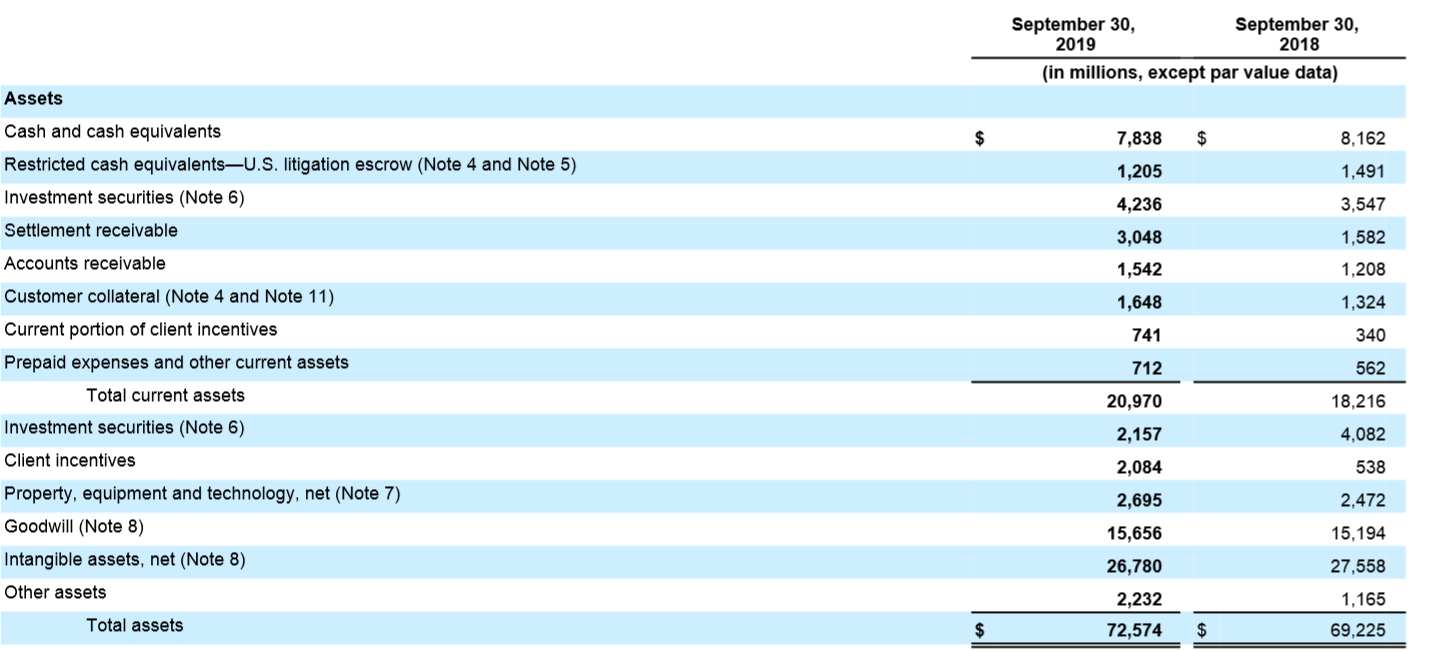 September 30, September 30,
2019 2018
(in millions, except par value data)
Assets
Cash and cash equivalents $ 7,838 $ 8,162
Restricted cash equivalents—U.S. litigation escrow (Note 4 and Note 5) 1,205 1,491
Investment securities (Note 6) 4,236 3,547
Settlement receivable 3,048 1,582
Accounts receivable 1,542 1,208
Customer collateral (Note 4 and Note 11) 1,648 1,324
Current portion of client incentives 741 340
Prepaid expenses and other current assets 712 562
Total current assets 20,970 18,216
Investment securities (Note 6) 2,157 4,082
Client incentives 2,084 538
Property, equipment and technology, net (Note 7) 2,695 2,472
Goodwill (Note 8) 15,656 15,194
Intangible assets, net (Note 8) 26,780 27,558
Other assets 2,232 1,165
Total assets $ 72,574 $ 69,225